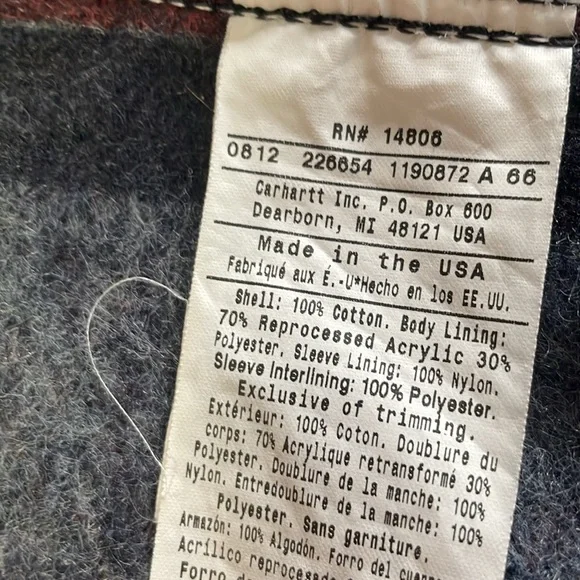 RN# 14806
0812 226654 1190872 A 66
Carhartt Inc. P.O. Box 600
Dearborn, MI 48121 USA
Made in the USA
Fabriqué aux É.-U*Hecho en los EE.UU.
Shell: 100% Cotton. Body Lining:
70% Reprocessed Acrylic 30%
Polyester. Sleeve Lining: 100% Nylon.
Sleeve Interlining: 100% Polyester.
Exclusive of trimming.
Extérieur: 100% Coton. Doublure du
corps: 70% Acrylique retransformé 30%
Polyester. Doublure de la manche: 100%
Nylon. Entredoublure de la manche: 100%
Polyester. Sans garniture.
Armazón: 100% Algodón. Forro del
Acrílico
Forro